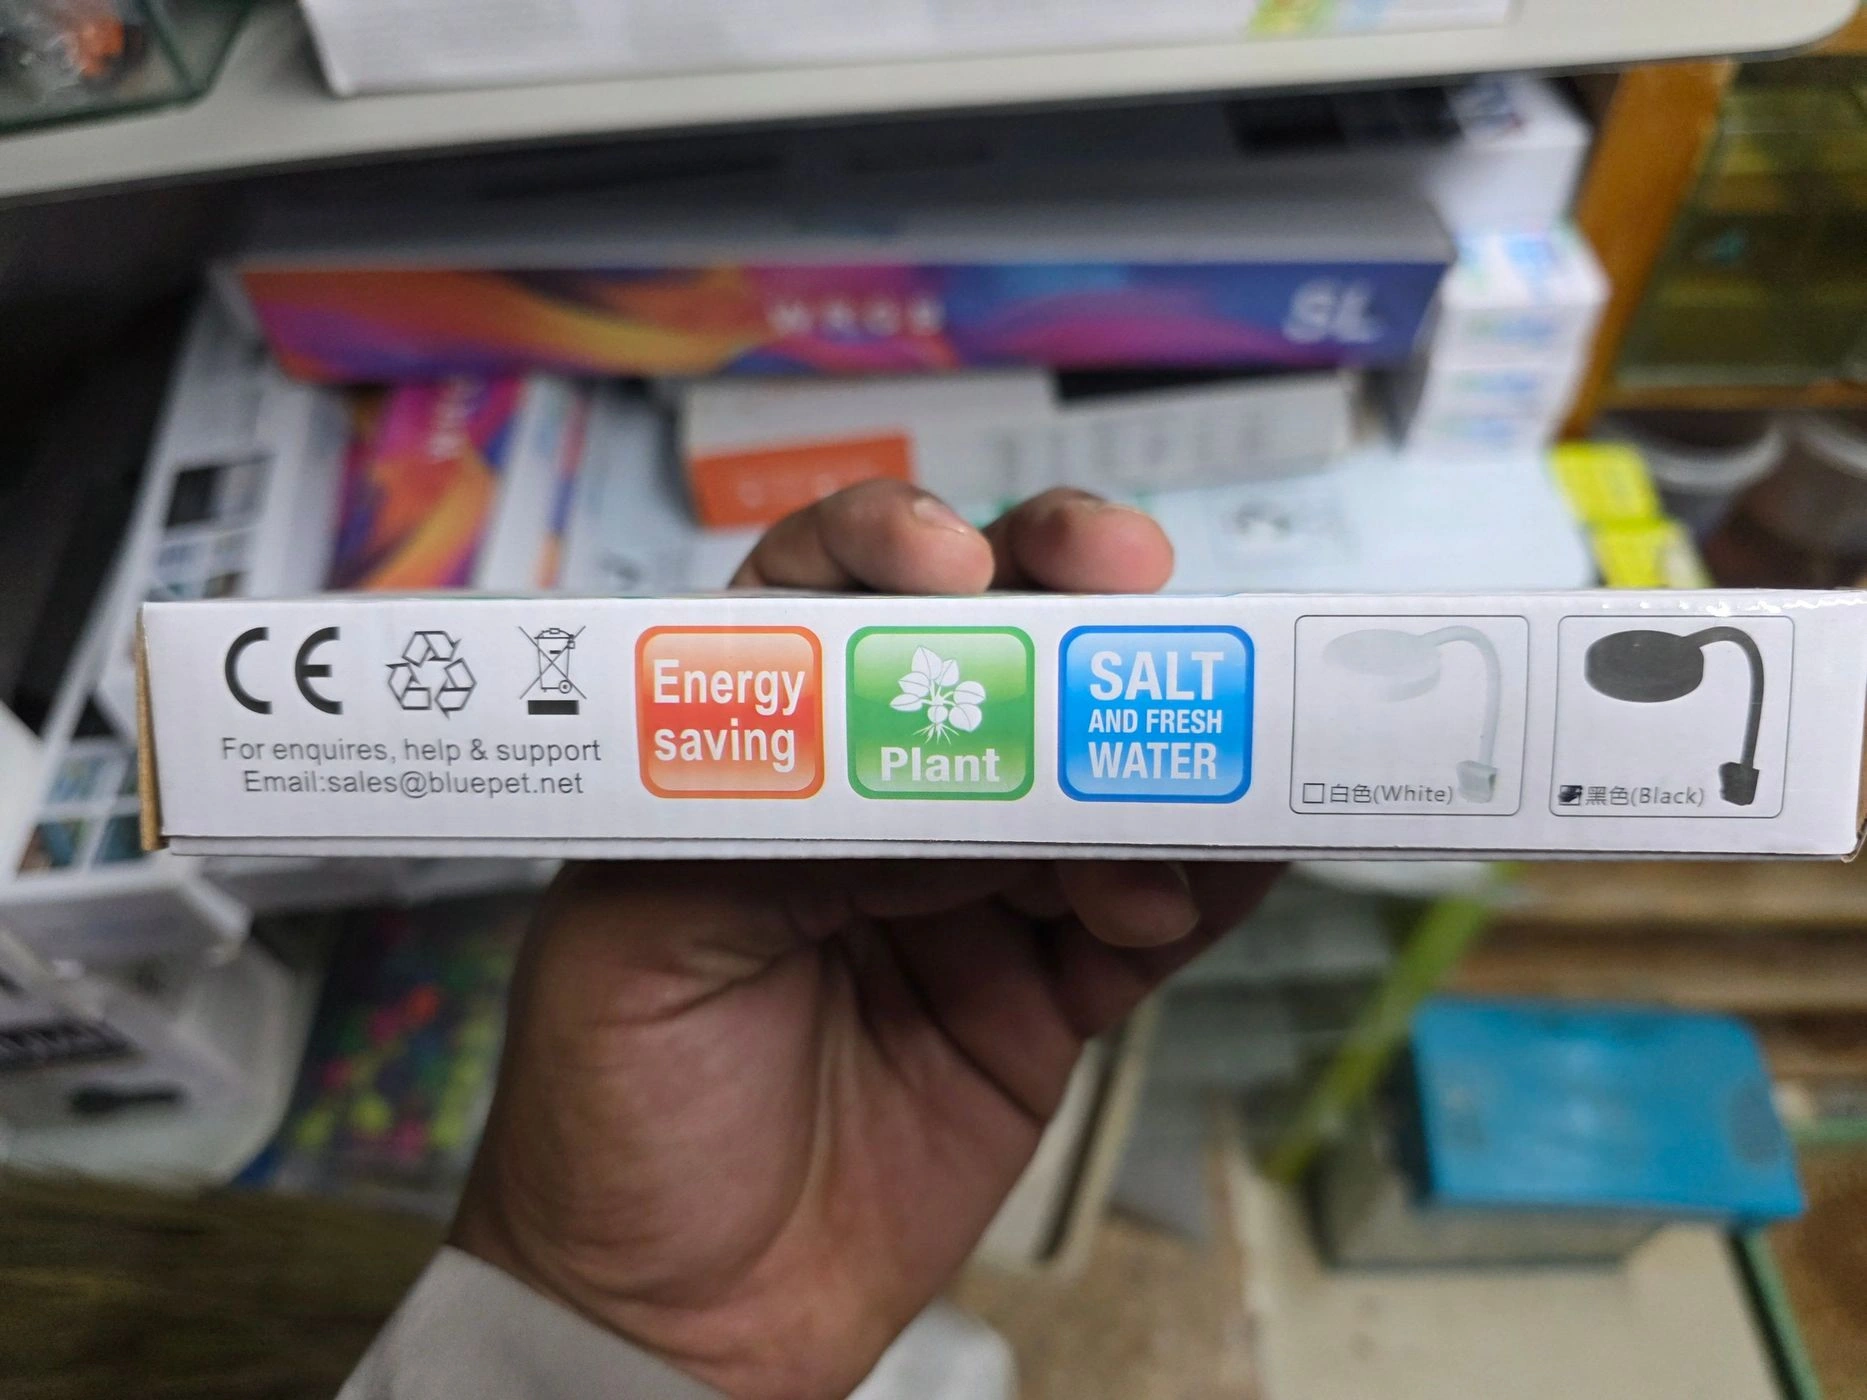 CE
For enquires, help & support
Email:sales@bluepet.net
Energy
saving
Plant
SALT
AND FRESH
WATER
白色(White)
黑色(Black)
SL